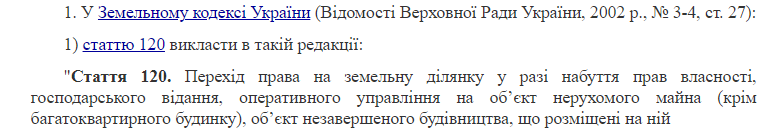 1. У Земельному кодексі України (Відомості Верховної Ради України, 2002 р., № 3-4, ст. 27):
1) статтю 120 викласти в такій редакції:
"Стаття 120. Перехід права на земельну ділянку у разі набуття прав власності,
господарського відання, оперативного управління на об’єкт нерухомого майна (крім
багатоквартирного будинку), об’єкт незавершеного будівництва, що розміщені на ній